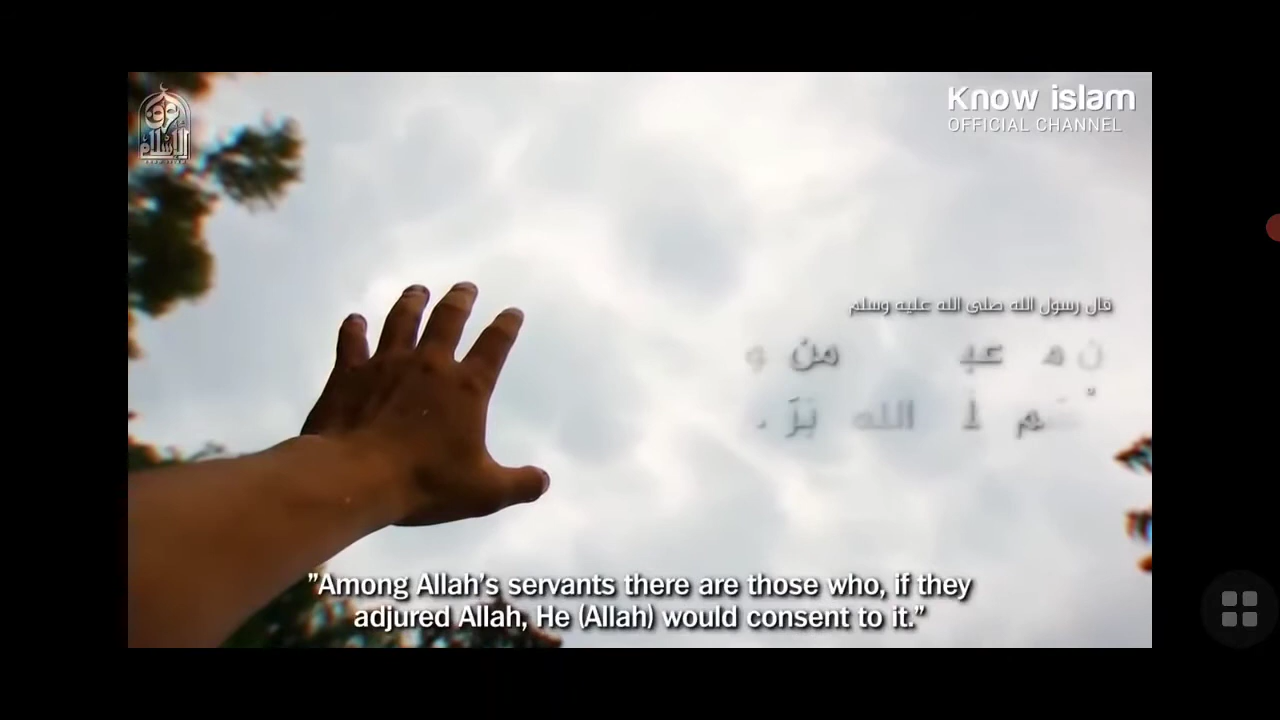 Know islam
OFFICIAL CHANNEL
قال رسول الله صلى الله عليه وسلم
من
الله
”Among Allah’s servants there are those who, if they
adjured Allah, He (Allah) would consent to it.”